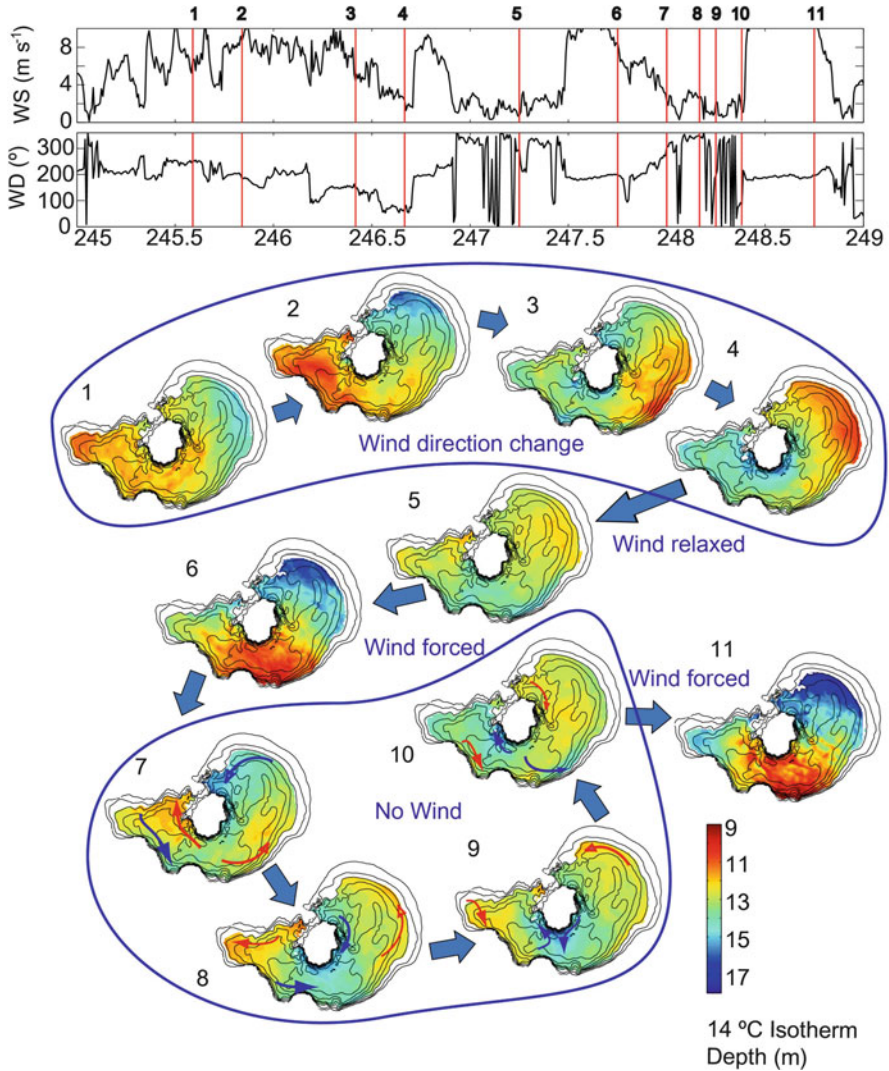 1 2 3 4 5 6 7 8 9 10 11
WS (m s⁻¹)
10
8
4
0
WD (º)
300
200
100
0
245 245.5 246 246.5 247 247.5 248 248.5 249
1
2
3
4
Wind direction change
5
Wind relaxed
6
Wind forced
7
8
9
10
No Wind
11
Wind forced
9
11
13
15
17
14 ºC Isotherm
Depth (m)